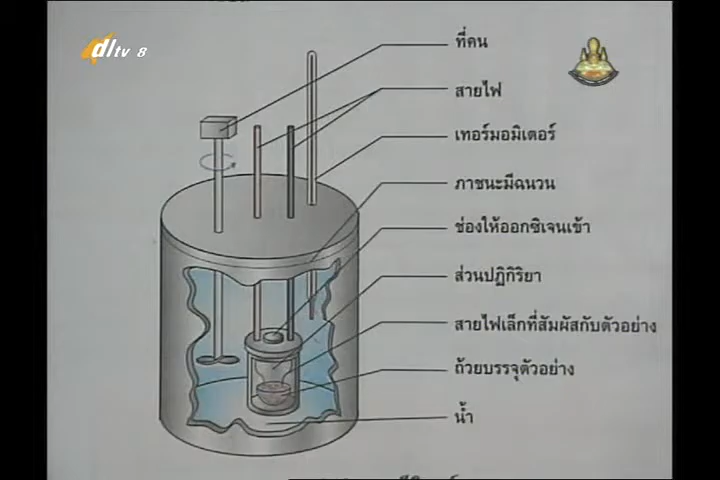 dltv 8
ที่คน
สายไฟ
เทอร์มอมิเตอร์
ภาชนะมีฉนวน
ช่องให้ออกซิเจนเข้า
ส่วนปฏิกิริยา
สายไฟเล็กที่สัมผัสกับตัวอย่าง
ถ้วยบรรจุตัวอย่าง
น้ำ